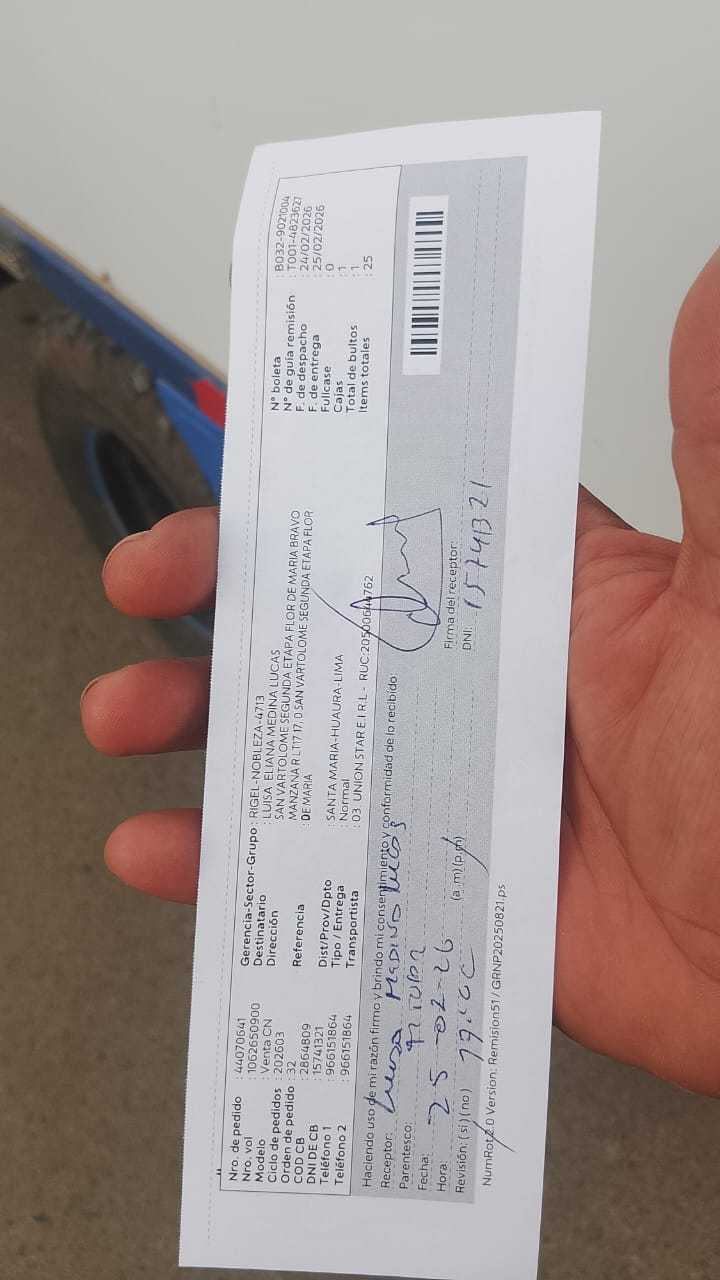 Nro. de pedido : 44070641
Nro. vol : 1062650900
Modelo : Venta CN
Ciclo de pedidos : 202603
Orden de pedido : 32
COD CB : 2864809
DNI DE CB : 15741321
Teléfono 1 : 966151864
Teléfono 2 : 966151864
Gerencia-Sector-Grupo : RIGEL-NOBLEZA-4713
Destinatario : LUISA ELIANA MEDINA LUCAS
Dirección : SAN VARTOLOME SEGUNDA ETAPA FLOR DE MARIA BRAVO
MANZANA R LT17 17, 0 SAN VARTOLOME SEGUNDA ETAPA FLOR
Referencia : DE MARIA
Dist/Prov/Dpto : SANTA MARIA-HUAURA-LIMA
Tipo / Entrega : Normal
Transportista : 03 UNION STAR E.I.R.L - RUC:20500644762
N° boleta : B032-9021004
N° de guía remisión : T001-4823627
F. de despacho : 24/02/2026
F. de entrega : 25/02/2026
Fullcase : 0
Cajas : 1
Total de bultos : 1
Items totales : 25
Haciendo uso de mi razón firmo y brindo mi consentimiento y conformidad de lo recibido:
Receptor: Luisa Medina Lucas
Parentesco: Titular
Fecha: 25-02-26
Hora: (a.m)(p.m)
Revisión: (si)(no)
Firma del receptor:
DNI: 15741321
NumRot 2.0 Version: Remision51 / GRNP20250821.ps